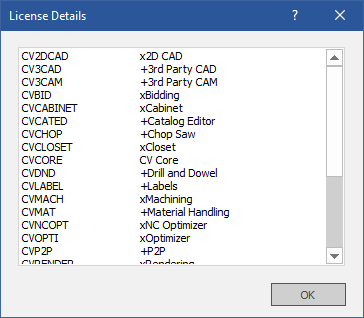 License Details
CV2DCAD x2D CAD
CV3CAD +3rd Party CAD
CV3CAM +3rd Party CAM
CVBID xBidding
CVCABINET xCabinet
CVCATED +Catalog Editor
CVCHOP +Chop Saw
CVCLOSET xCloset
CVCORE CV Core
CVDND +Drill and Dowel
CVLABEL +Labels
CVMACH xMachining
CVMAT +Material Handling
CVNCOPT xNC Optimizer
CVOPTI xOptimizer
CVP2P +P2P
CVRENDER xRendering
OK